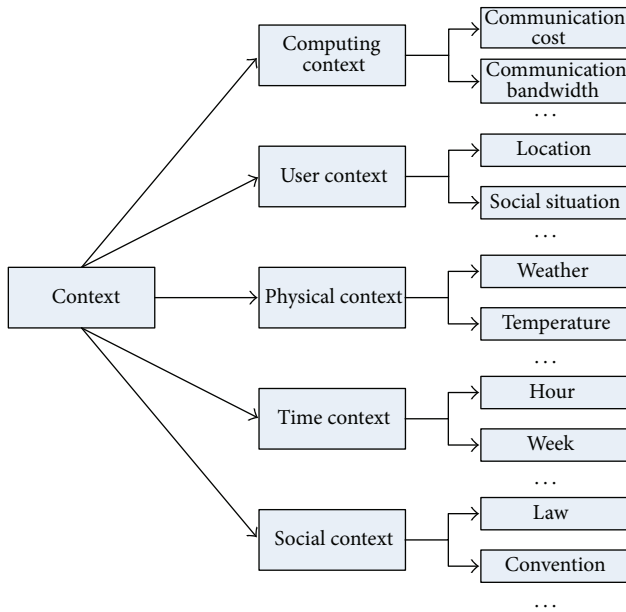 Context
Computing
context
Communication
cost
Communication
bandwidth
...
User context
Location
Social situation
...
Physical context
Weather
Temperature
...
Time context
Hour
Week
...
Social context
Law
Convention
...